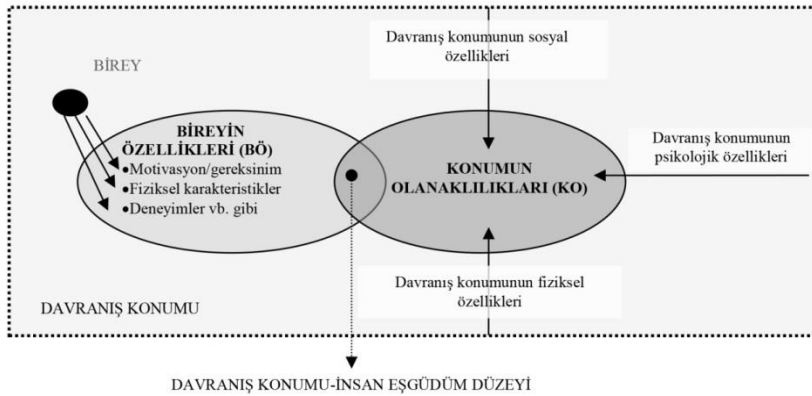 Davranış konumunun sosyal
özellikleri
BİREY
BİREYİN
ÖZELLİKLERİ (BÖ)
•Motivasyon/gereksinim
•Fiziksel karakteristikler
•Deneyimler vb. gibi
KONUMUN
OLANAKLILIKLARI (KO)
Davranış konumunun
psikolojik özellikleri
Davranış konumunun fiziksel
özellikleri
DAVRANIŞ KONUMU
DAVRANIŞ KONUMU-İNSAN EŞGÜDÜM DÜZEYİ